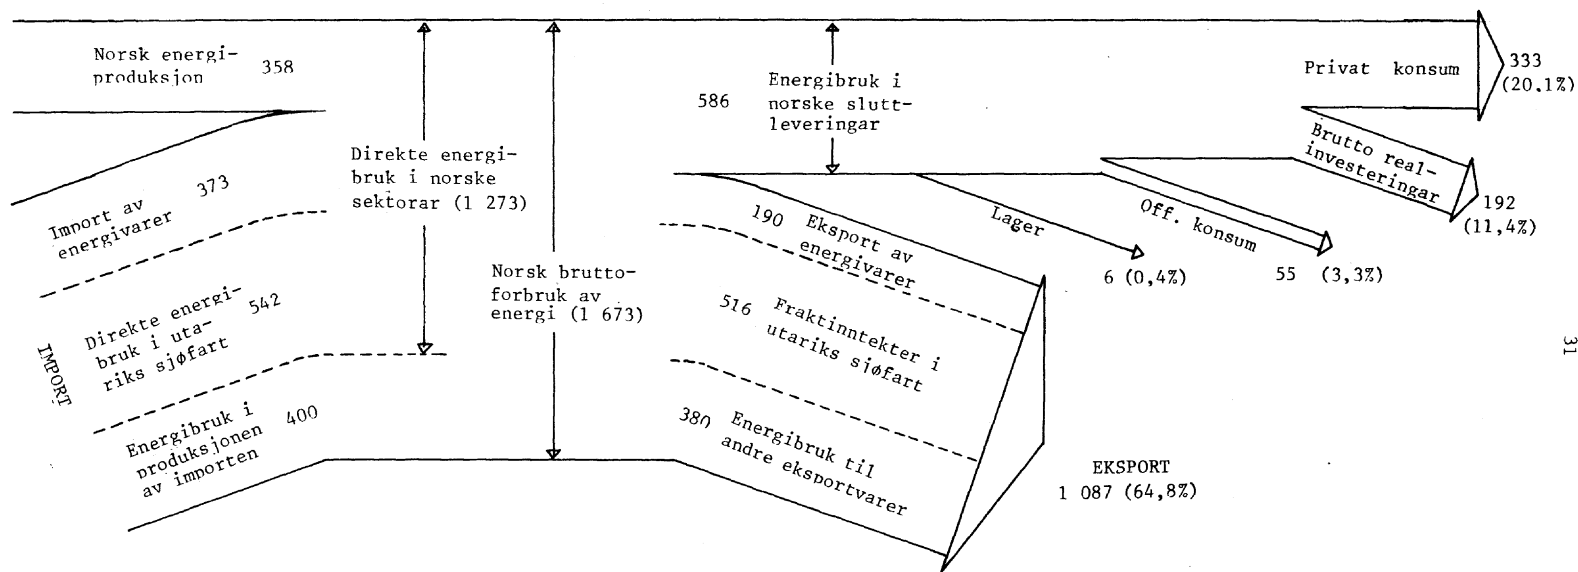 Norsk energi-
produksjon 358
Import av
energivarer 373
IMPORT
Direkte energi-
bruk i uta-
riks sjøfart 542
Energibruk i
produksjonen
av importen 400
Direkte energi-
bruk i norske
sektorar (1 273)
Norsk brutto-
forbruk av
energi (1 673)
586
Energibruk i
norske slutt-
leveringar
190 Eksport av
energivarer
516 Fraktinntekter i
utariks sjøfart
380 Energibruk til
andre eksportvarer
EKSPORT
1 087 (64,8%)
Lager
6 (0,4%)
Off. konsum
55 (3,3%)
Brutto real-
investeringar
192
(11,4%)
Privat konsum
333
(20.1%)
31